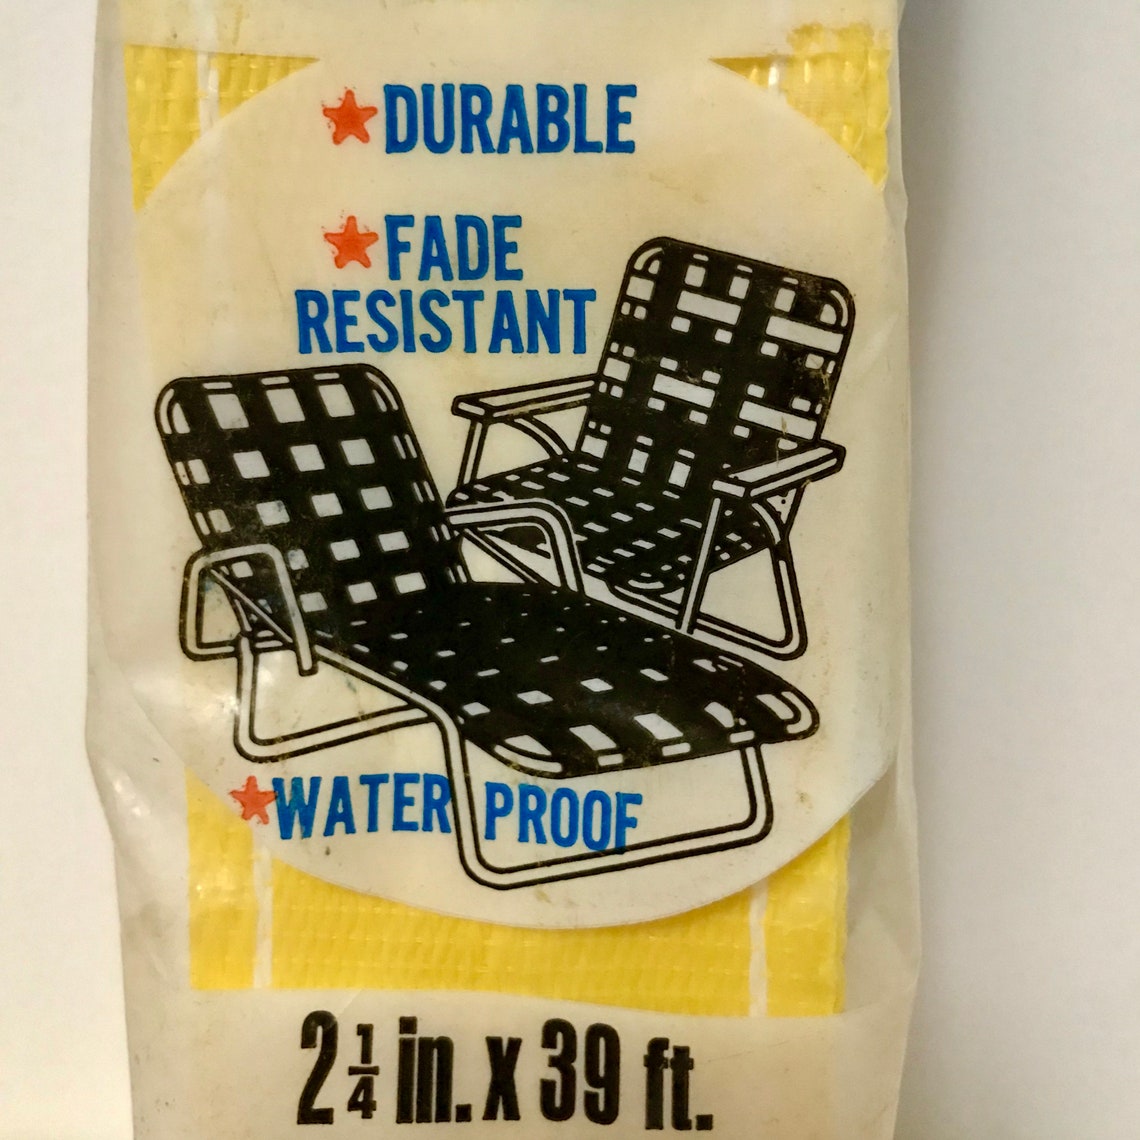 ★ DURABLE
★ FADE
RESISTANT
★ WATER PROOF
2 1/4 in. x 39 ft.